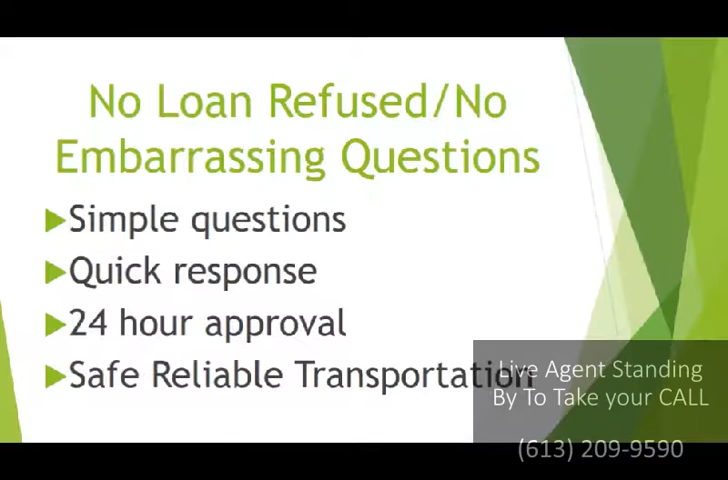 No Loan Refused/No
Embarrassing Questions
Simple questions
Quick response
24 hour approval
Safe Reliable Transportation
Live Agent Standing
By To Take your CALL
(613) 209-9590